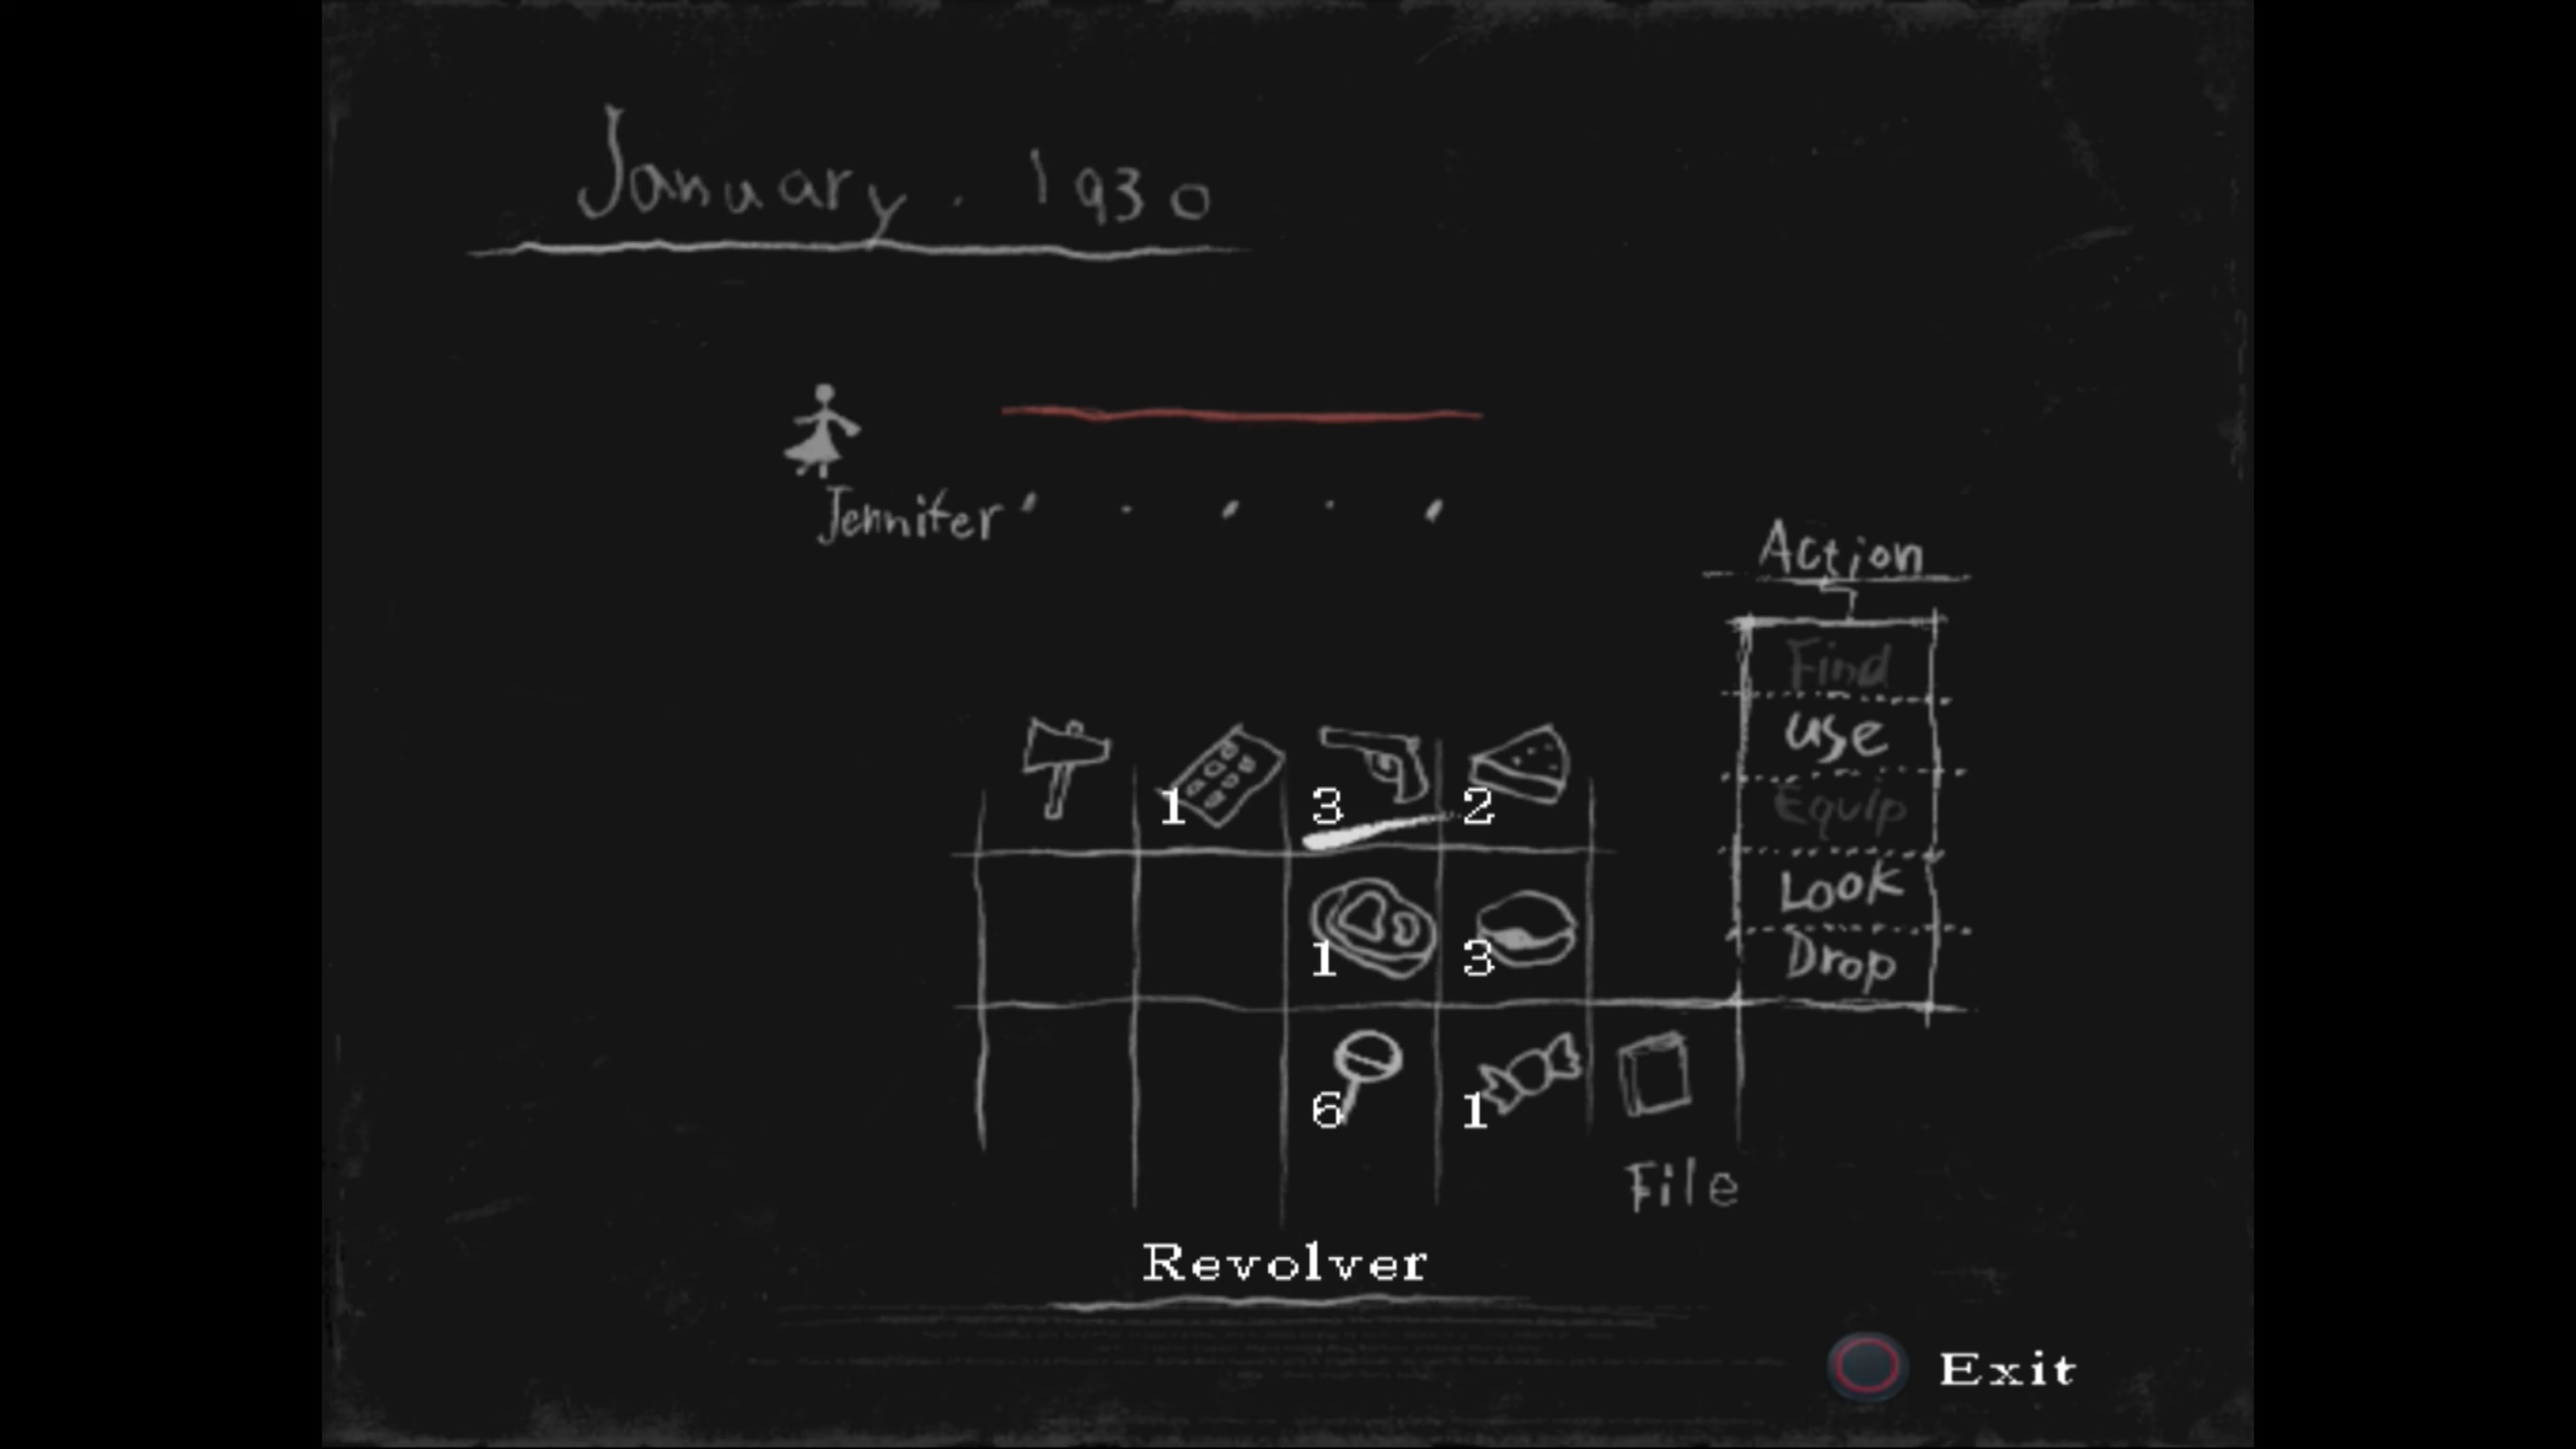 January. 1930
Jennifer
Action
Find
use
Equip
Look
Drop
1 3 2
1 3
6 1
File
Revolver
Exit